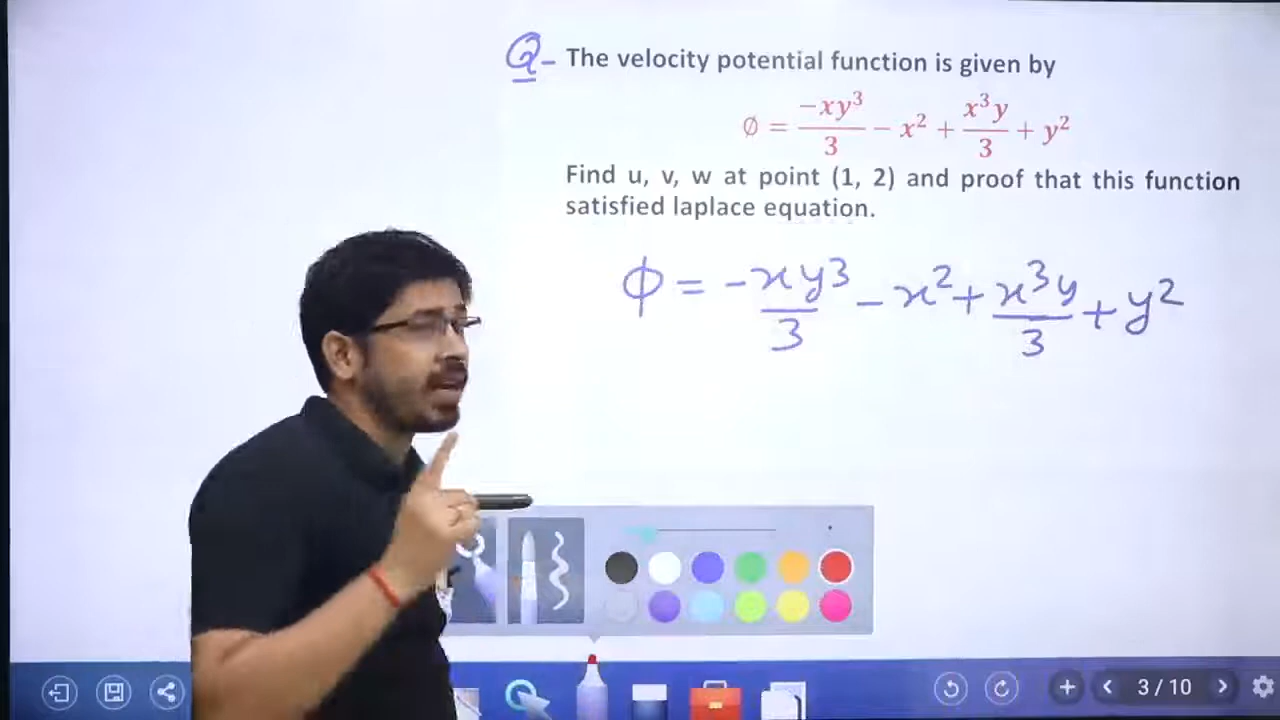 Q- The velocity potential function is given by
∅ = -xy³/3 - x² + x³y/3 + y²
Find u, v, w at point (1, 2) and proof that this function
satisfied laplace equation.
ϕ = -xy³/3 - x² + x³y/3 + y²
3 / 10